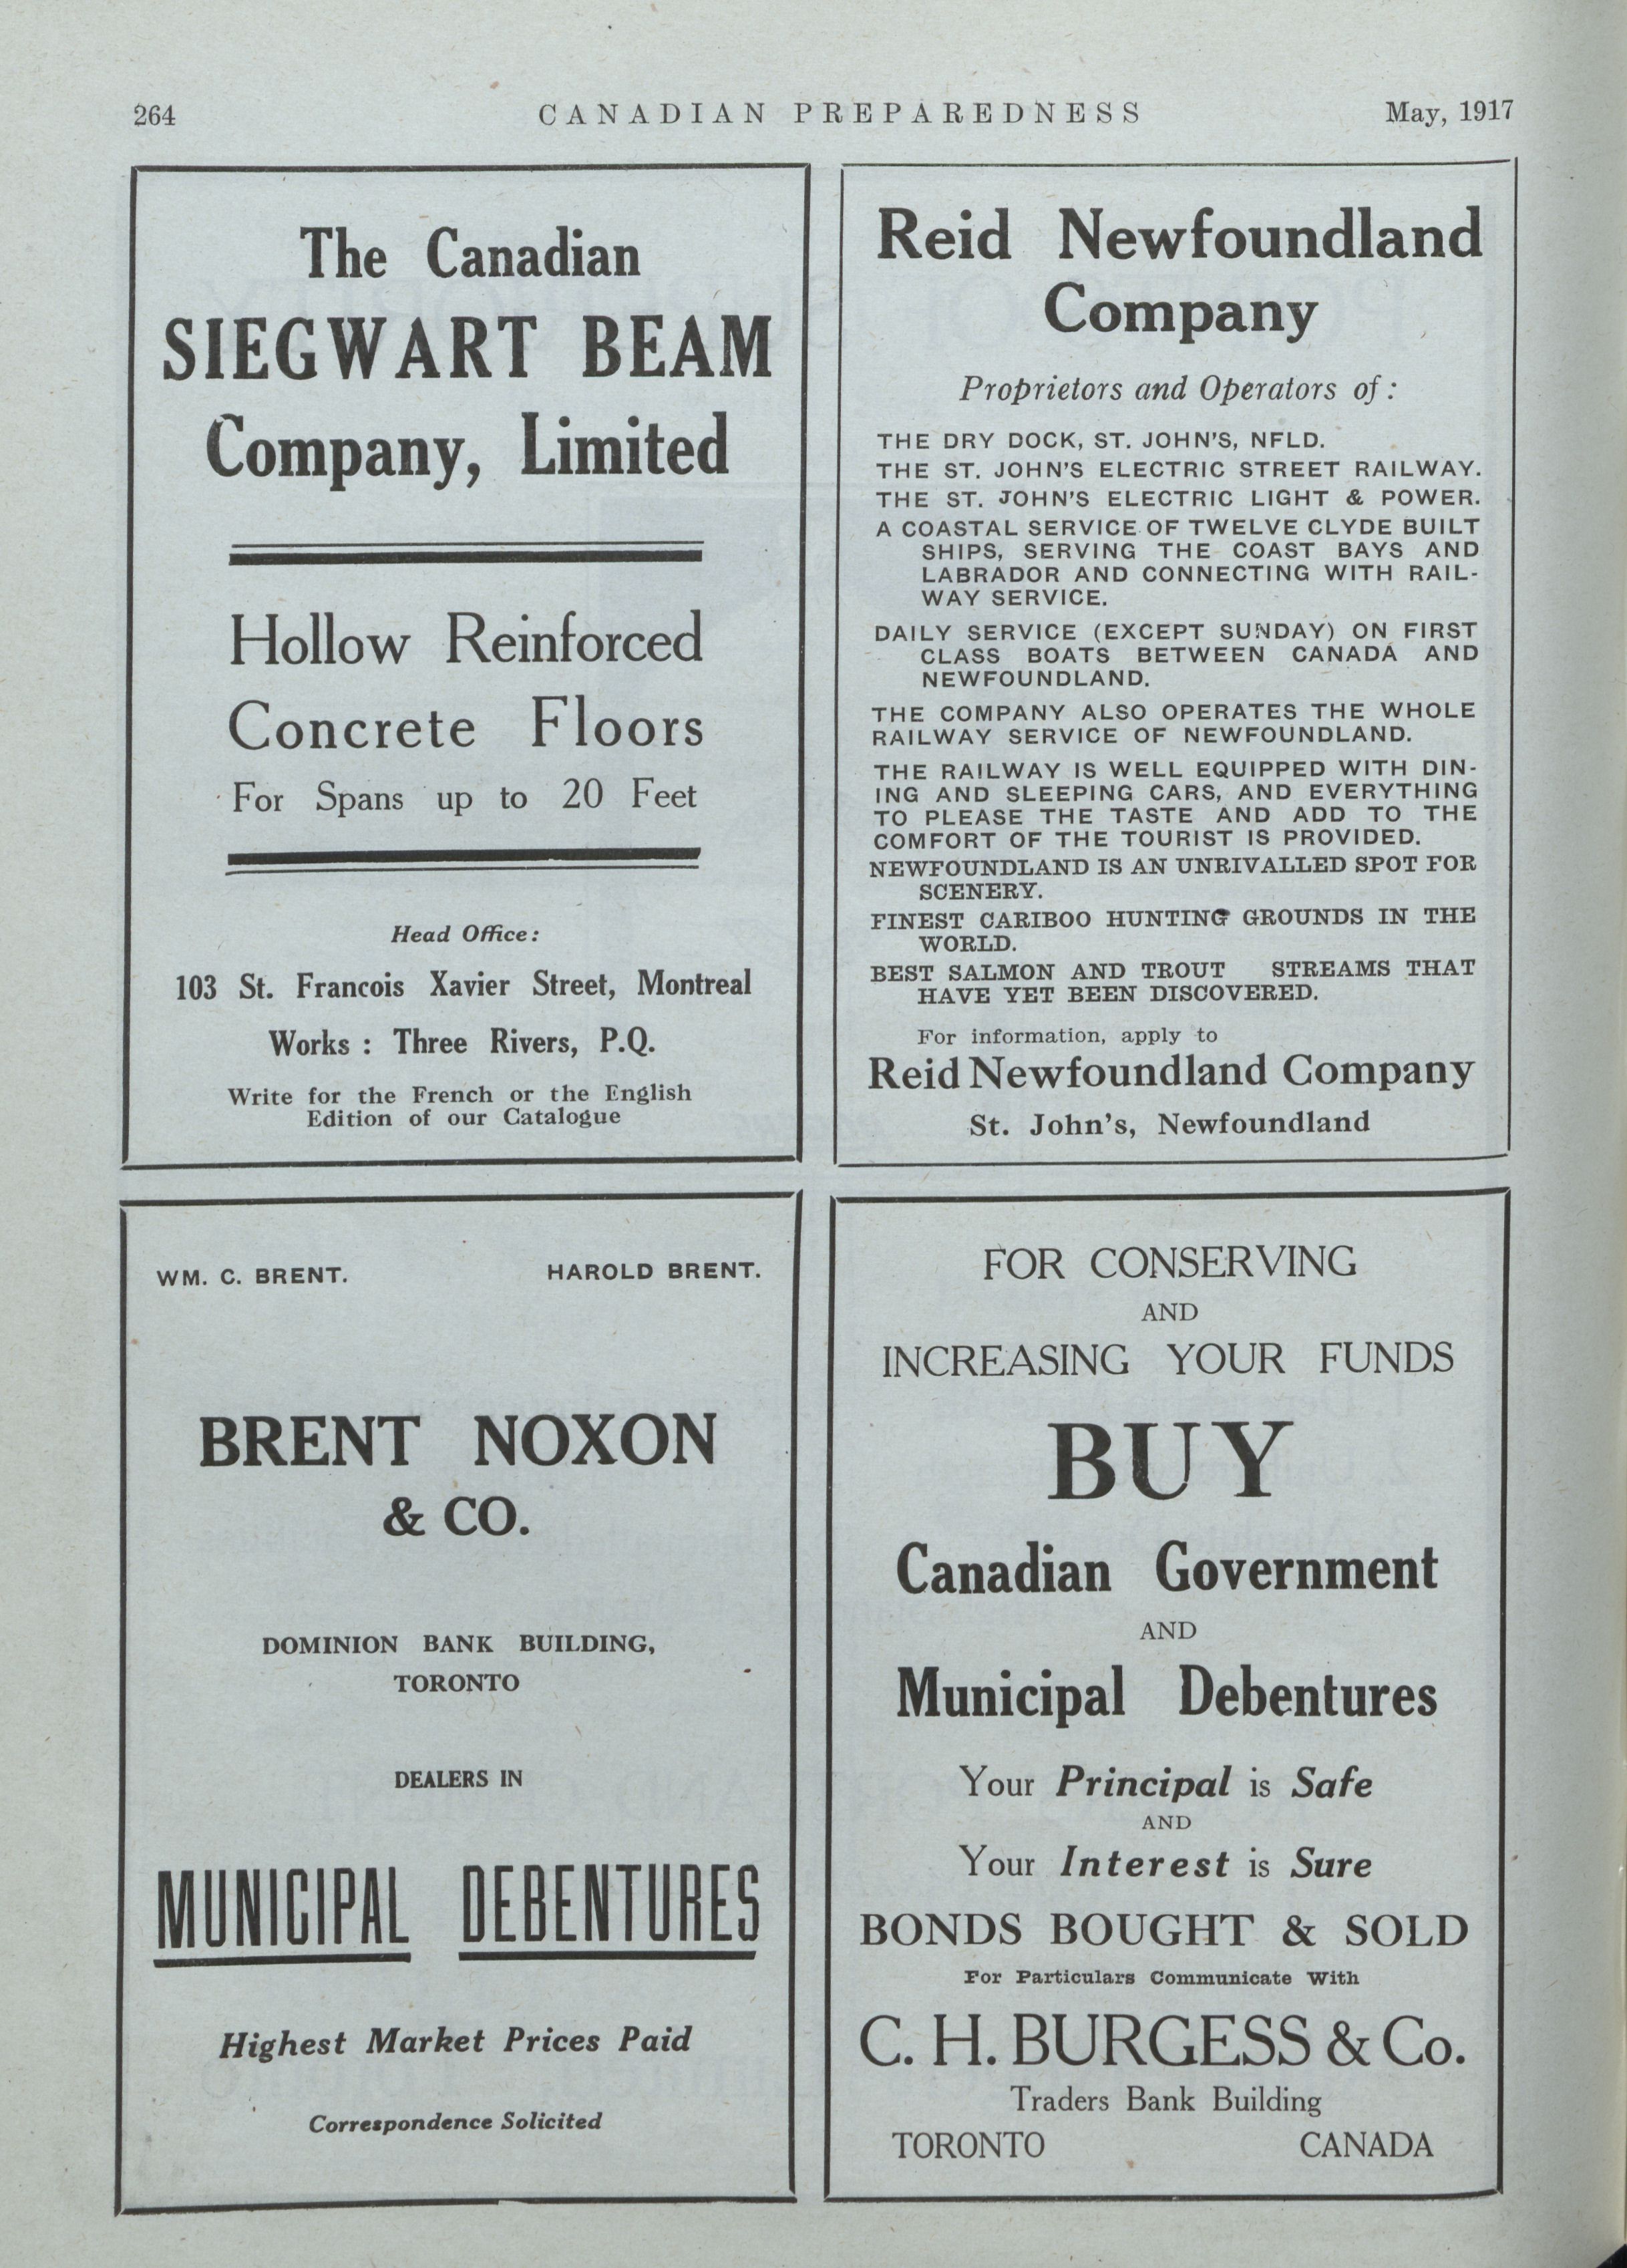 264
CANADIAN PREPAREDNESS
May, 1917
The Canadian
SIEGWART BEAM
Company, Limited
Hollow Reinforced
Concrete Floors
For Spans up to 20 Feet
Head Office:
103 St. Francois Xavier Street, Montreal
Works : Three Rivers, P.Q.
Write for the French or the English
Edition of our Catalogue
Reid Newfoundland
Company
Proprietors and Operators of :
THE DRY DOCK, ST. JOHN'S, NFLD.
THE ST. JOHN'S ELECTRIC STREET RAILWAY.
THE ST. JOHN'S ELECTRIC LIGHT & POWER.
A COASTAL SERVICE OF TWELVE CLYDE BUILT
SHIPS, SERVING THE COAST BAYS AND
LABRADOR AND CONNECTING WITH RAIL-
WAY SERVICE.
DAILY SERVICE (EXCEPT SUNDAY) ON FIRST
CLASS BOATS BETWEEN CANADA AND
NEWFOUNDLAND.
THE COMPANY ALSO OPERATES THE WHOLE
RAILWAY SERVICE OF NEWFOUNDLAND.
THE RAILWAY IS WELL EQUIPPED WITH DIN-
ING AND SLEEPING CARS, AND EVERYTHING
TO PLEASE THE TASTE AND ADD TO THE
COMFORT OF THE TOURIST IS PROVIDED.
NEWFOUNDLAND IS AN UNRIVALLED SPOT FOR
SCENERY.
FINEST CARIBOO HUNTING GROUNDS IN THE
WORLD.
BEST SALMON AND TROUT STREAMS THAT
HAVE YET BEEN DISCOVERED.
For information, apply to
Reid Newfoundland Company
St. John's, Newfoundland
WM. C. BRENT. HAROLD BRENT.
BRENT NOXON
& CO.
DOMINION BANK BUILDING,
TORONTO
DEALERS IN
MUNICIPAL DEBENTURES
Highest Market Prices Paid
Correspondence Solicited
FOR CONSERVING
AND
INCREASING YOUR FUNDS
BUY
Canadian Government
AND
Municipal Debentures
Your Principal is Safe
AND
Your Interest is Sure
BONDS BOUGHT & SOLD
For Particulars Communicate With
C. H. BURGESS & Co.
Traders Bank Building
TORONTO CANADA